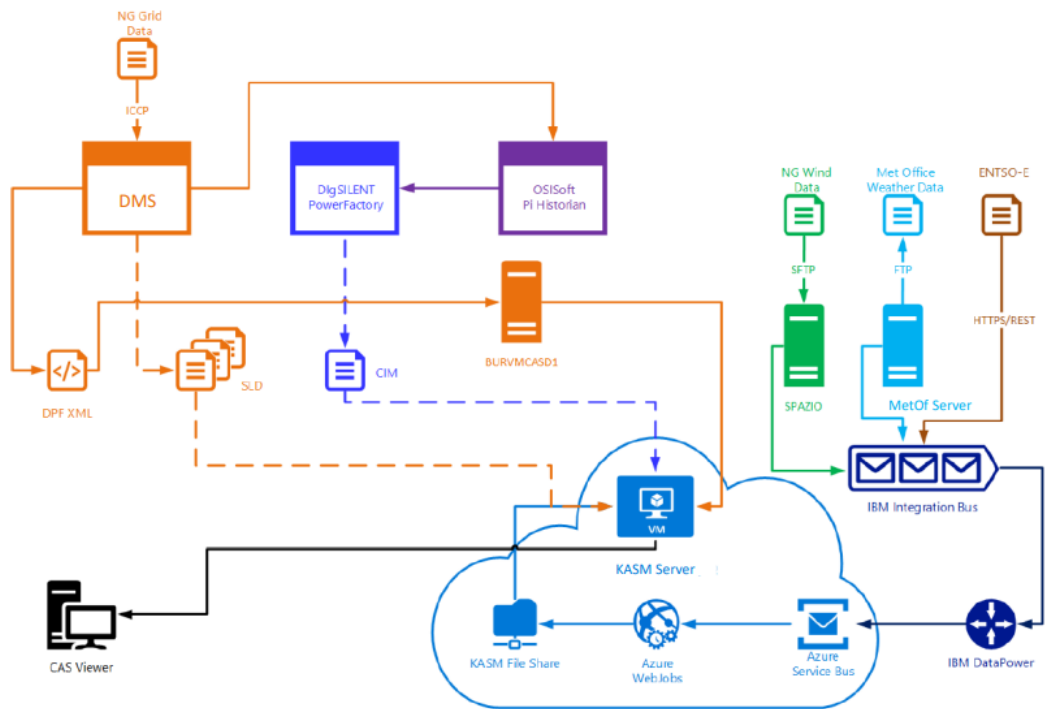 NG Grid
Data
ICCP
DMS
DIgSILENT
PowerFactory
OSISoft
PI Historian
NG Wind
Data
Met Office
Weather Data
ENTSO-E
SFTP
FTP
HTTPS/REST
BURVMCASD1
DPF XML
SLD
CIM
SPAZIO
MetOf Server
IBM Integration Bus
VM
KASM Server
CAS Viewer
KASM File Share
Azure
WebJobs
Azure
Service Bus
IBM DataPower